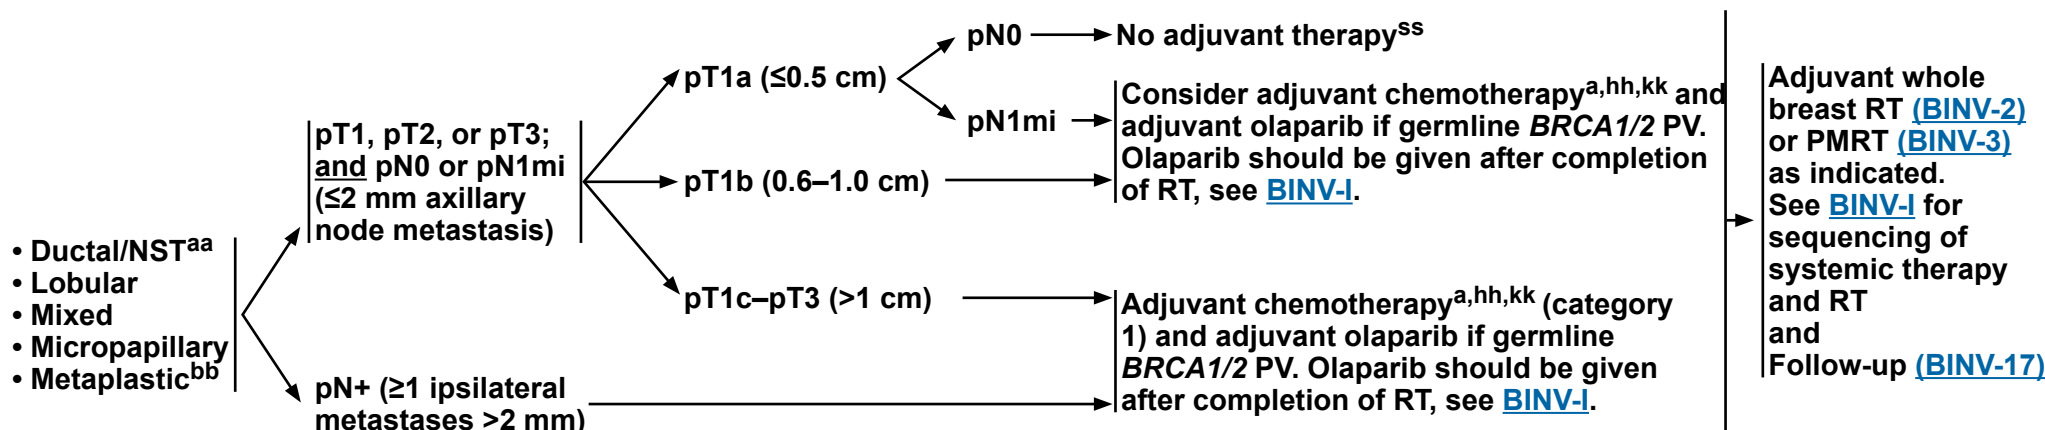 • Ductal/NSTaa
• Lobular
• Mixed
• Micropapillary
• Metaplasticbb
pT1, pT2, or pT3;
and pN0 or pN1mi
(≤2 mm axillary
node metastasis)
pN+ (≥1 ipsilateral
metastases >2 mm)
pT1a (≤0.5 cm)
pT1b (0.6–1.0 cm)
pT1c–pT3 (>1 cm)
pN0
pN1mi
No adjuvant therapyss
Consider adjuvant chemotherapya,hh,kk and
adjuvant olaparib if germline BRCA1/2 PV.
Olaparib should be given after completion
of RT, see BINV-I.
Adjuvant chemotherapya,hh,kk (category
1) and adjuvant olaparib if germline
BRCA1/2 PV. Olaparib should be given
after completion of RT, see BINV-I.
Adjuvant whole
breast RT (BINV-2)
or PMRT (BINV-3)
as indicated.
See BINV-I for
sequencing of
systemic therapy
and RT
and
Follow-up (BINV-17)